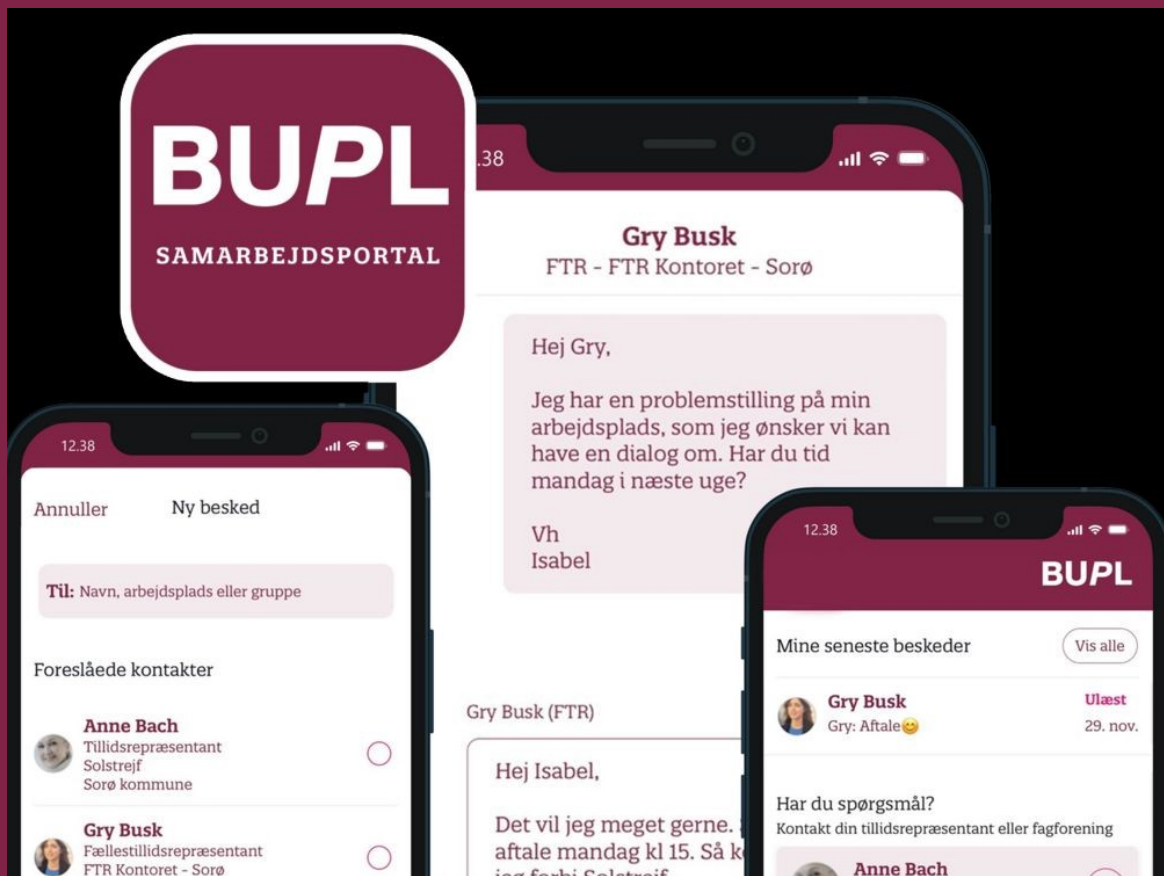 BUPL
SAMARBEJDSPORTAL
.38
Gry Busk
FTR - FTR Kontoret - Sorø
Hej Gry,
Jeg har en problemstilling på min
arbejdsplads, som jeg ønsker vi kan
have en dialog om. Har du tid
mandag i næste uge?
Vh
Isabel
Gry Busk (FTR)
Hej Isabel,
Det vil jeg meget gerne.
aftale mandag kl 15. Så
jeg forbi Solstrejf
12.38
Annuller
Ny besked
Til: Navn, arbejdsplads eller gruppe
Foreslåede kontakter
Anne Bach
Tillidsrepræsentant
Solstrejf
Sorø kommune
Gry Busk
Fællestillidsrepræsentant
FTR Kontoret - Sorø
12.38
BUPL
Mine seneste beskeder
Vis alle
Gry Busk
Ulæst
Gry: Aftale😊
29. nov.
Har du spørgsmål?
Kontakt din tillidsrepræsentant eller fagforening
Anne Bach